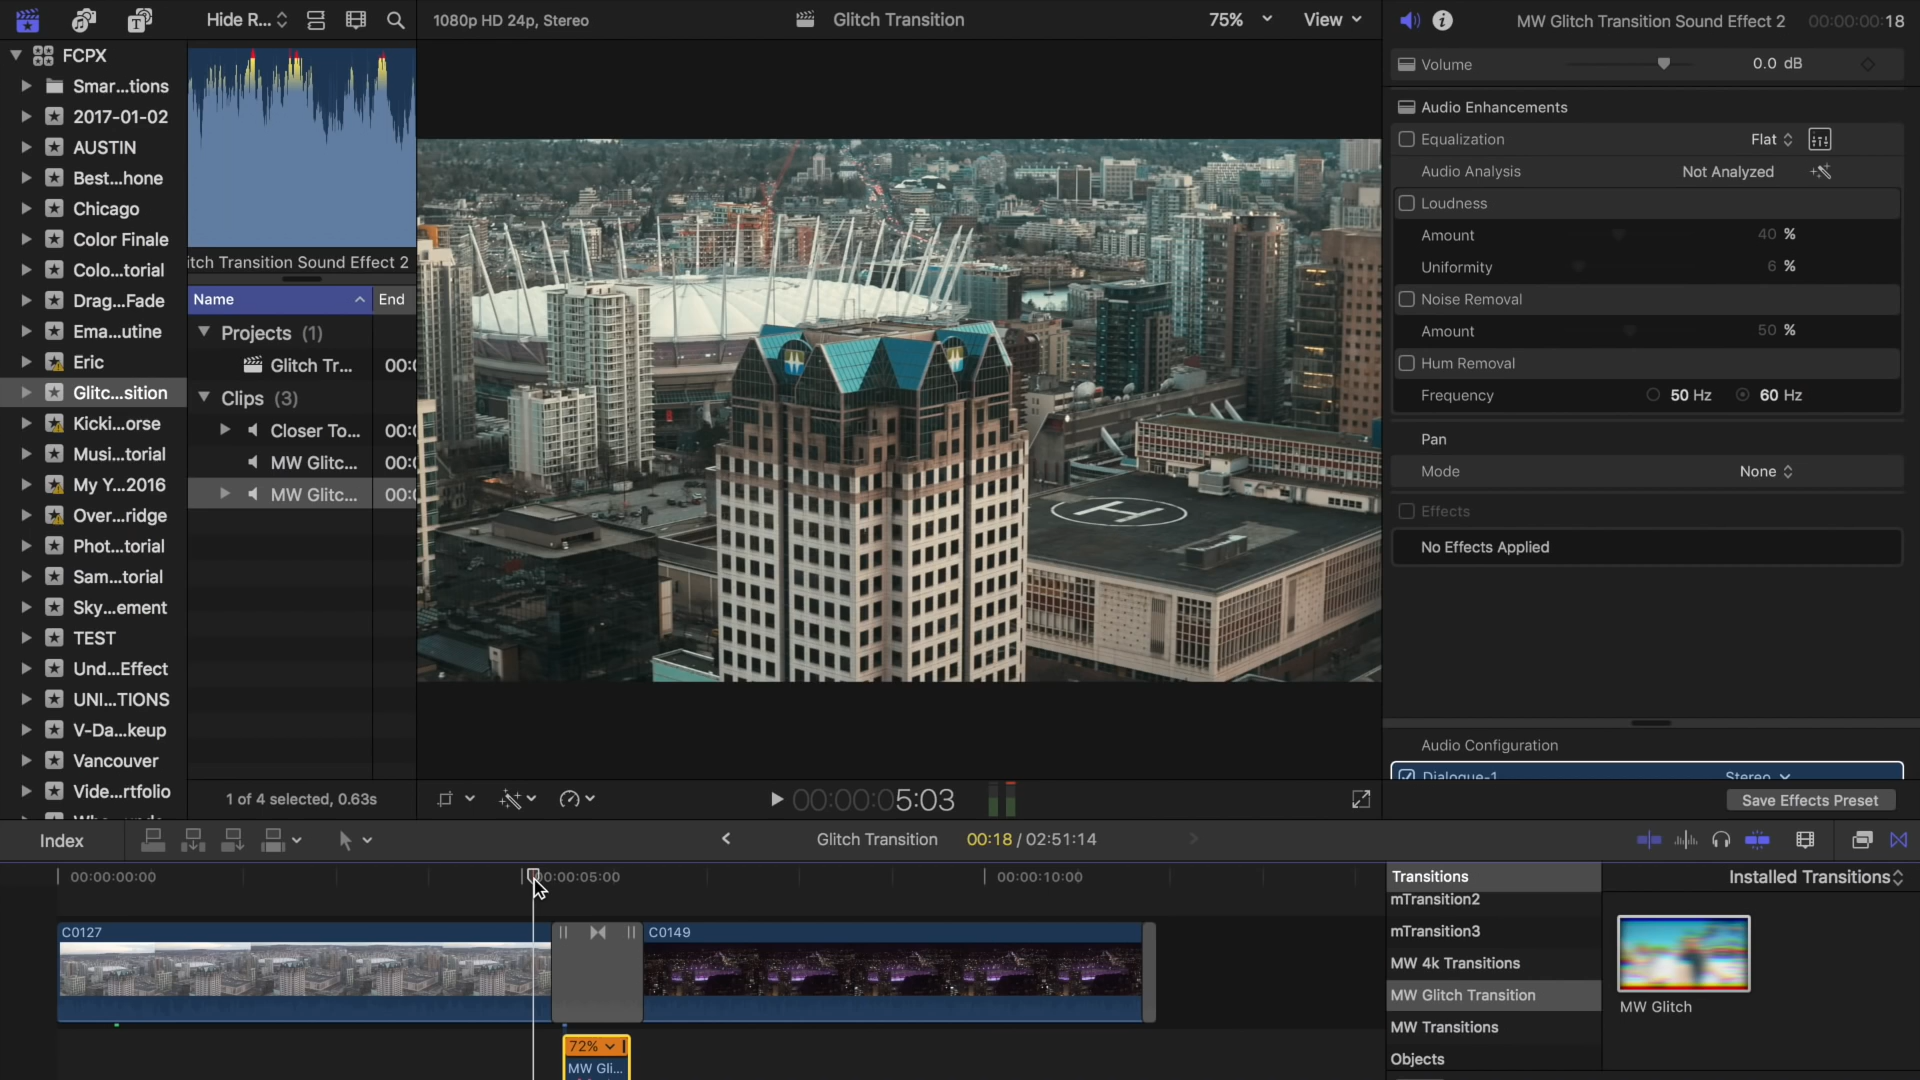 Hide R...
1080p HD 24p, Stereo
Glitch Transition
75%
View
MW Glitch Transition Sound Effect 2
00:00:00:18
FCPX
Smar...tions
2017-01-02
AUSTIN
Best...hone
Chicago
Color Finale
Colo...torial
Drag...Fade
Ema...utine
Eric
Glitc...sition
Kicki...orse
Musi...torial
My Y...2016
Over...ridge
Phot...torial
Sam...torial
Sky...ement
TEST
Und...Effect
UNI...TIONS
V-Da...keup
Vancouver
Vide...rtfolio
itch Transition Sound Effect 2
Name
End
Projects (1)
Glitch Tr...
00:
Clips (3)
Closer To...
00:
MW Glitc...
00:
MW Glitc...
00:
1 of 4 selected, 0.63s
H
00:00:05:03
Volume
0.0 dB
Audio Enhancements
Equalization
Flat
Audio Analysis
Not Analyzed
Loudness
Amount
40 %
Uniformity
6 %
Noise Removal
Amount
50 %
Hum Removal
Frequency
50 Hz
60 Hz
Pan
Mode
None
Effects
No Effects Applied
Audio Configuration
Dialogue-1
Stereo
Save Effects Preset
Index
Glitch Transition
00:18 / 02:51:14
00:00:00:00
00:00:05:00
00:00:10:00
C0127
C0149
72%
MW Gli...
Transitions
Installed Transitions
mTransition2
mTransition3
MW 4k Transitions
MW Glitch Transition
MW Transitions
Objects
MW Glitch